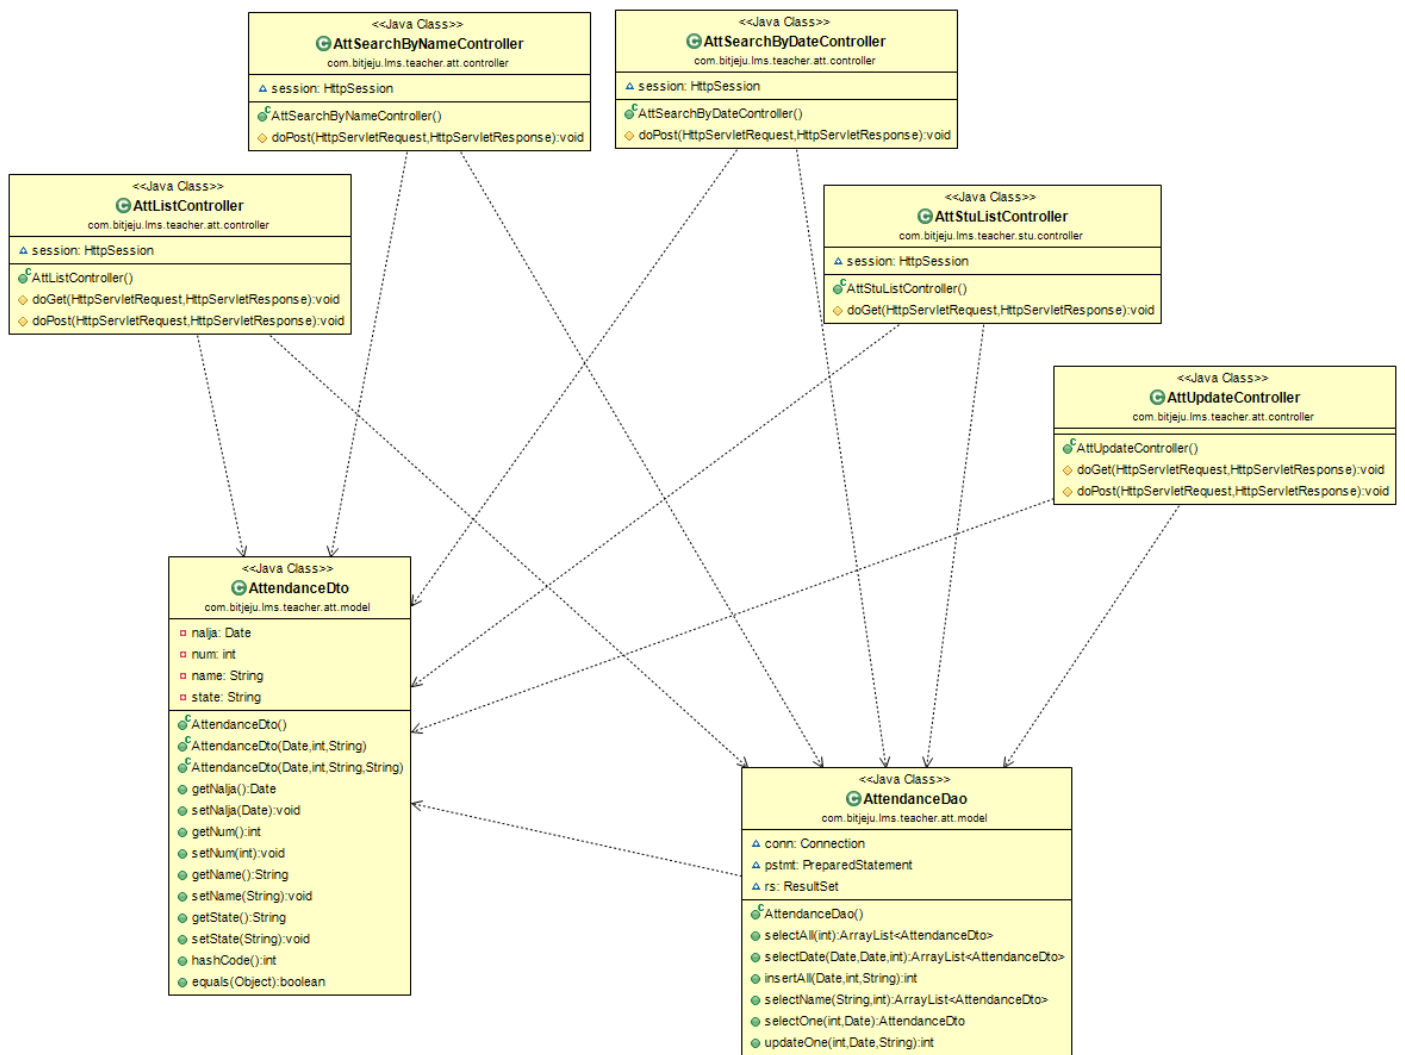 <<Java Class>>
AttSearchByNameController
com.bitjeju.lms.teacher.att.controller
session: HttpSession
AttSearchByNameController()
doPost(HttpServletRequest,HttpServletResponse):void
<<Java Class>>
AttSearchByDateController
com.bitjeju.lms.teacher.att.controller
session: HttpSession
AttSearchByDateController()
doPost(HttpServletRequest,HttpServletResponse):void
<<Java Class>>
AttListController
com.bitjeju.lms.teacher.att.controller
session: HttpSession
AttListController()
doGet(HttpServletRequest,HttpServletResponse):void
doPost(HttpServletRequest,HttpServletResponse):void
<<Java Class>>
AttStuListController
com.bitjeju.lms.teacher.stu.controller
session: HttpSession
AttStuListController()
doGet(HttpServletRequest,HttpServletResponse):void
<<Java Class>>
AttUpdateController
com.bitjeju.lms.teacher.att.controller
AttUpdateController()
doGet(HttpServletRequest,HttpServletResponse):void
doPost(HttpServletRequest,HttpServletResponse):void
<<Java Class>>
AttendanceDto
com.bitjeju.lms.teacher.att.model
nalja: Date
num: int
name: String
state: String
AttendanceDto()
AttendanceDto(Date,int,String)
AttendanceDto(Date,int,String,String)
getNalja():Date
setNalja(Date):void
getNum():int
setNum(int):void
getName():String
setName(String):void
getState():String
setState(String):void
hashCode():int
equals(Object):boolean
<<Java Class>>
AttendanceDao
com.bitjeju.lms.teacher.att.model
conn: Connection
pstmt: PreparedStatement
rs: ResultSet
AttendanceDao()
selectAll(int):ArrayList<AttendanceDto>
selectDate(Date,Date,int):ArrayList<AttendanceDto>
insertAll(Date,int,String):int
selectName(String,int):ArrayList<AttendanceDto>
selectOne(int,Date):AttendanceDto
updateOne(int,Date,String):int